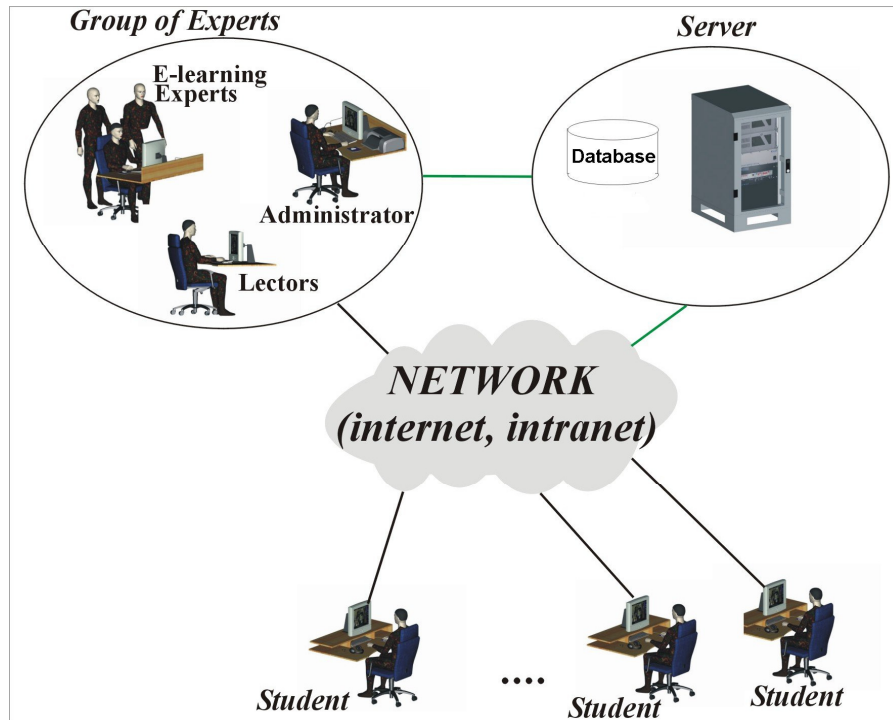 Group of Experts
Server
E-learning
Experts
Database
Administrator
Lectors
NETWORK
(internet, intranet)
Student
....
Student
Student